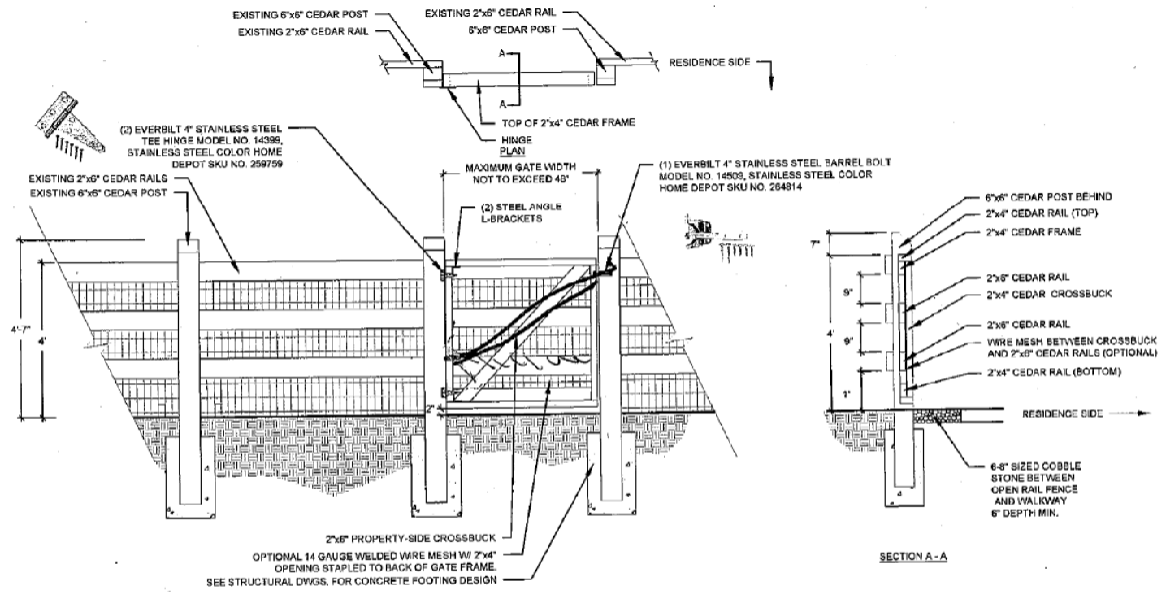 EXISTING 6"x6" CEDAR POST
EXISTING 2"x6" CEDAR RAIL
EXISTING 2"x6" CEDAR RAIL
6"x6" CEDAR POST
A
A
RESIDENCE SIDE
TOP OF 2"x4" CEDAR FRAME
HINGE
PLAN
(2) EVERBILT 4" STAINLESS STEEL
TEE HINGE MODEL NO. 14399,
STAINLESS STEEL COLOR HOME
DEPOT SKU NO. 259759
EXISTING 2"x6" CEDAR RAILS
EXISTING 6"x6" CEDAR POST
MAXIMUM GATE WIDTH
NOT TO EXCEED 48"
(2) STEEL ANGLE
L-BRACKETS
(1) EVERBILT 4" STAINLESS STEEL BARREL BOLT
MODEL NO. 14503, STAINLESS STEEL COLOR
HOME DEPOT SKU NO. 264814
4'-7"
4'
2"
2"x6" PROPERTY-SIDE CROSSBUCK
OPTIONAL 14 GAUGE WELDED WIRE MESH W/ 2"x4"
OPENING STAPLED TO BACK OF GATE FRAME.
SEE STRUCTURAL DWGS. FOR CONCRETE FOOTING DESIGN
7"
4'
9"
9"
1"
6"x6" CEDAR POST BEHIND
2"x4" CEDAR RAIL (TOP)
2"x4" CEDAR FRAME
2"x6" CEDAR RAIL
2"x4" CEDAR CROSSBUCK
2"x6" CEDAR RAIL
WIRE MESH BETWEEN CROSSBUCK
AND 2"x6" CEDAR RAILS (OPTIONAL)
2"x4" CEDAR RAIL (BOTTOM)
RESIDENCE SIDE
6-8" SIZED COBBLE
STONE BETWEEN
OPEN RAIL FENCE
AND WALKWAY
6" DEPTH MIN.
SECTION A - A